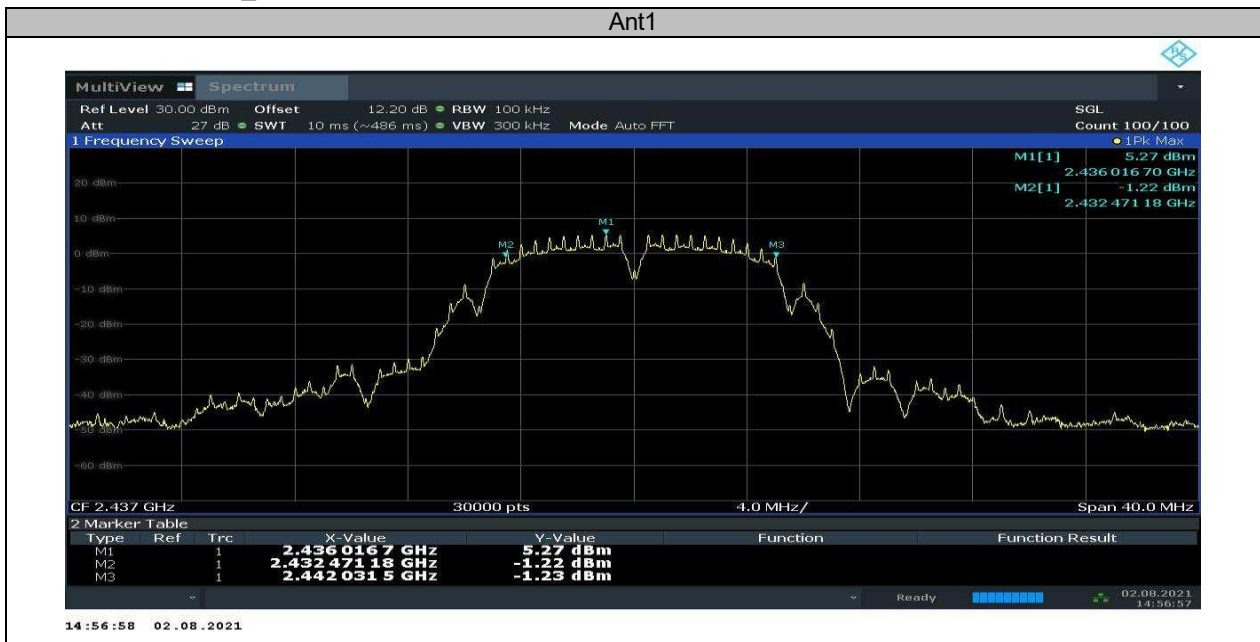 Ant1
R&S
MultiView Spectrum
Ref Level 30.00 dBm Offset 12.20 dB RBW 100 kHz SGL
Att 27 dB SWT 10 ms (~486 ms) VBW 300 kHz Mode Auto FFT Count 100/100
1 Frequency Sweep 1Pk Max
M1[1] 5.27 dBm
2.436 016 70 GHz
20 dBm
M2[1] -1.22 dBm
2.432 471 18 GHz
10 dBm
M1
M2
M3
0 dBm
-10 dBm
-20 dBm
-30 dBm
-40 dBm
-50 dBm
-60 dBm
CF 2.437 GHz 30000 pts 4.0 MHz/ Span 40.0 MHz
2 Marker Table
Type Ref Trc X-Value Y-Value Function Function Result
M1 1 2.436 016 7 GHz 5.27 dBm
M2 1 2.432 471 18 GHz -1.22 dBm
M3 1 2.442 031 5 GHz -1.23 dBm
Ready 02.08.2021
14:56:57
14:56:58 02.08.2021